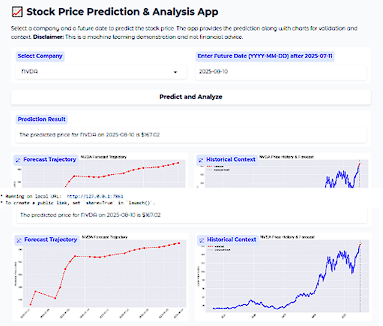 Stock Price Prediction & Analysis App
Select a company and a future date to predict the stock price. The app provides the prediction along with charts for validation and
context. Disclaimer: This is a machine learning demonstration and not financial advice.
Select Company
Enter Future Date (YYYY-MM-DD) after 2025-07-11
NVDA
2025-08-10
Predict and Analyze
Prediction Result
The predicted price for NVDA on 2025-08-10 is $167.02
Forecast Trajectory
NVDA Forecast Trajectory
Historical Context
NVDA Price History & Forecast
* Running on local URL: http://127.0.0.1:7861
* To create a public link, set `share=True` in `launch()`.
The predicted price for NVDA on 2025-08-10 is $167.02
Forecast Trajectory
NVDA Forecast Trajectory
Historical Context
NVDA Price History & Forecast